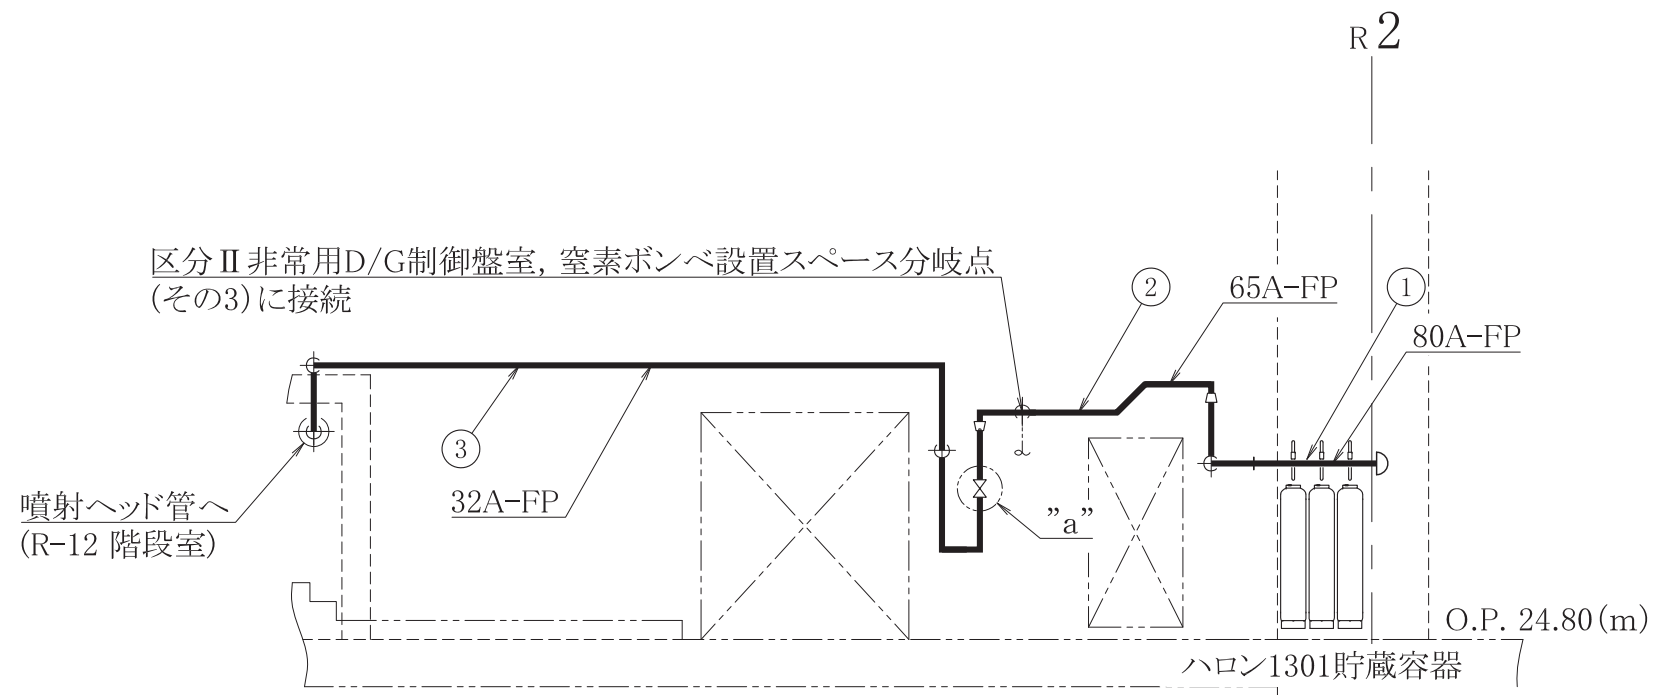 R 2
区分Ⅱ非常用D/G制御盤室, 窒素ボンベ設置スペース分岐点
(その3)に接続
②
65A-FP
①
80A-FP
③
32A-FP
"a"
噴射ヘッド管へ
(R-12 階段室)
O.P. 24.80(m)
ハロン1301貯蔵容器